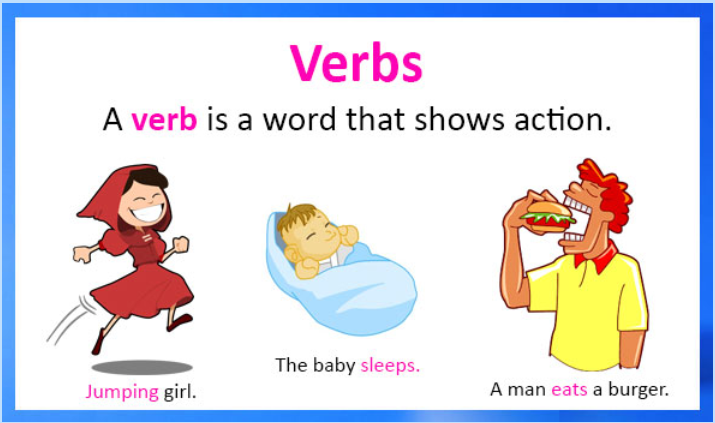 Verbs
A verb is a word that shows action.
Jumping girl.
The baby sleeps.
A man eats a burger.